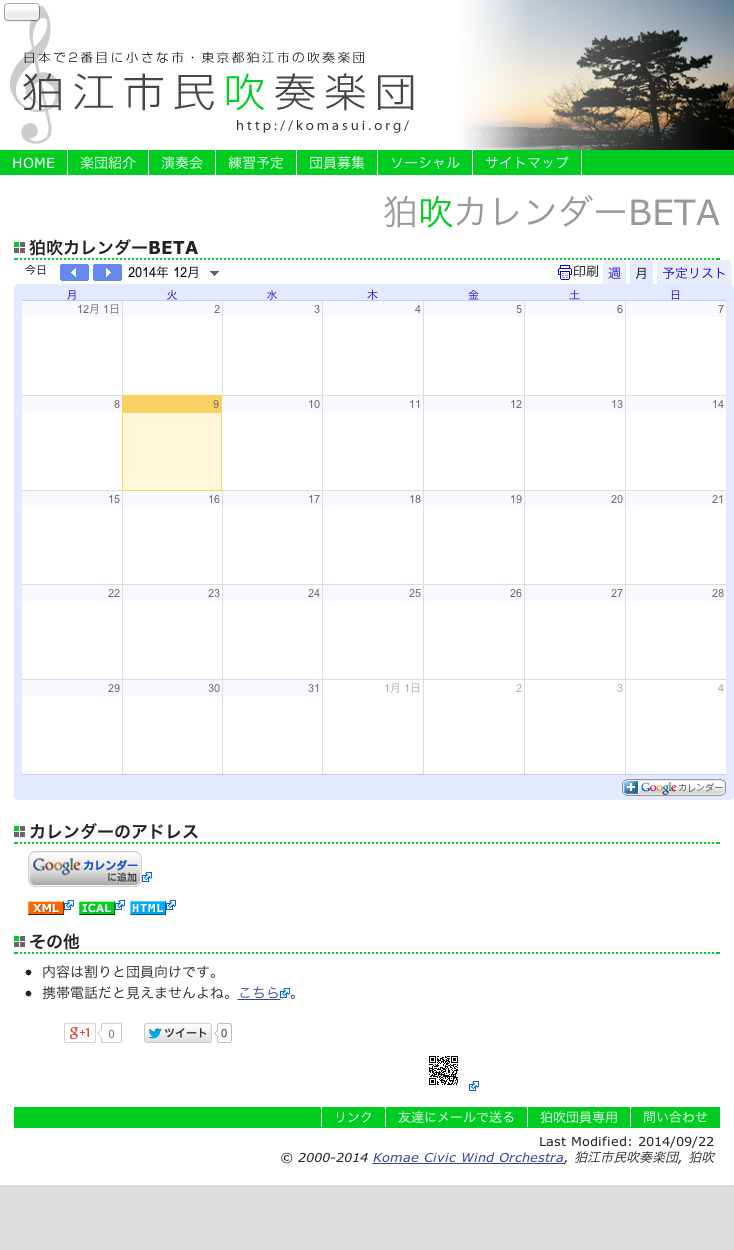 日本で2番目に小さな市・東京都狛江市の吹奏楽団
狛江市民吹奏楽団
http://komasui.org/
HOME 楽団紹介 演奏会 練習予定 団員募集 ソーシャル サイトマップ
狛吹カレンダーBETA
狛吹カレンダーBETA
今日 2014年 12月 印刷 週 月 予定リスト
月 火 水 木 金 土 日
12月 1日 2 3 4 5 6 7
8 9 10 11 12 13 14
15 16 17 18 19 20 21
22 23 24 25 26 27 28
29 30 31 1月 1日 2 3 4
Google カレンダー
カレンダーのアドレス
Google カレンダー
に追加
XML ICAL HTML
その他
● 内容は割りと団員向けです。
● 携帯電話だと見えませんよね。こちら。
g+1 0 ツイート 0
リンク 友達にメールで送る 狛吹団員専用 問い合わせ
Last Modified: 2014/09/22
© 2000-2014 Komae Civic Wind Orchestra, 狛江市民吹奏楽団, 狛吹